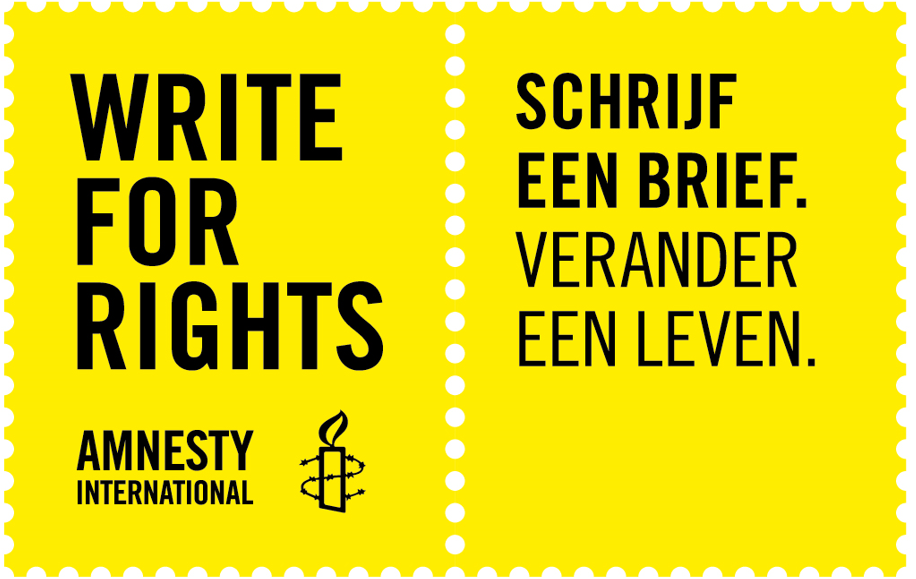 WRITE
FOR
RIGHTS
AMNESTY
INTERNATIONAL
SCHRIJF
EEN BRIEF.
VERANDER
EEN LEVEN.